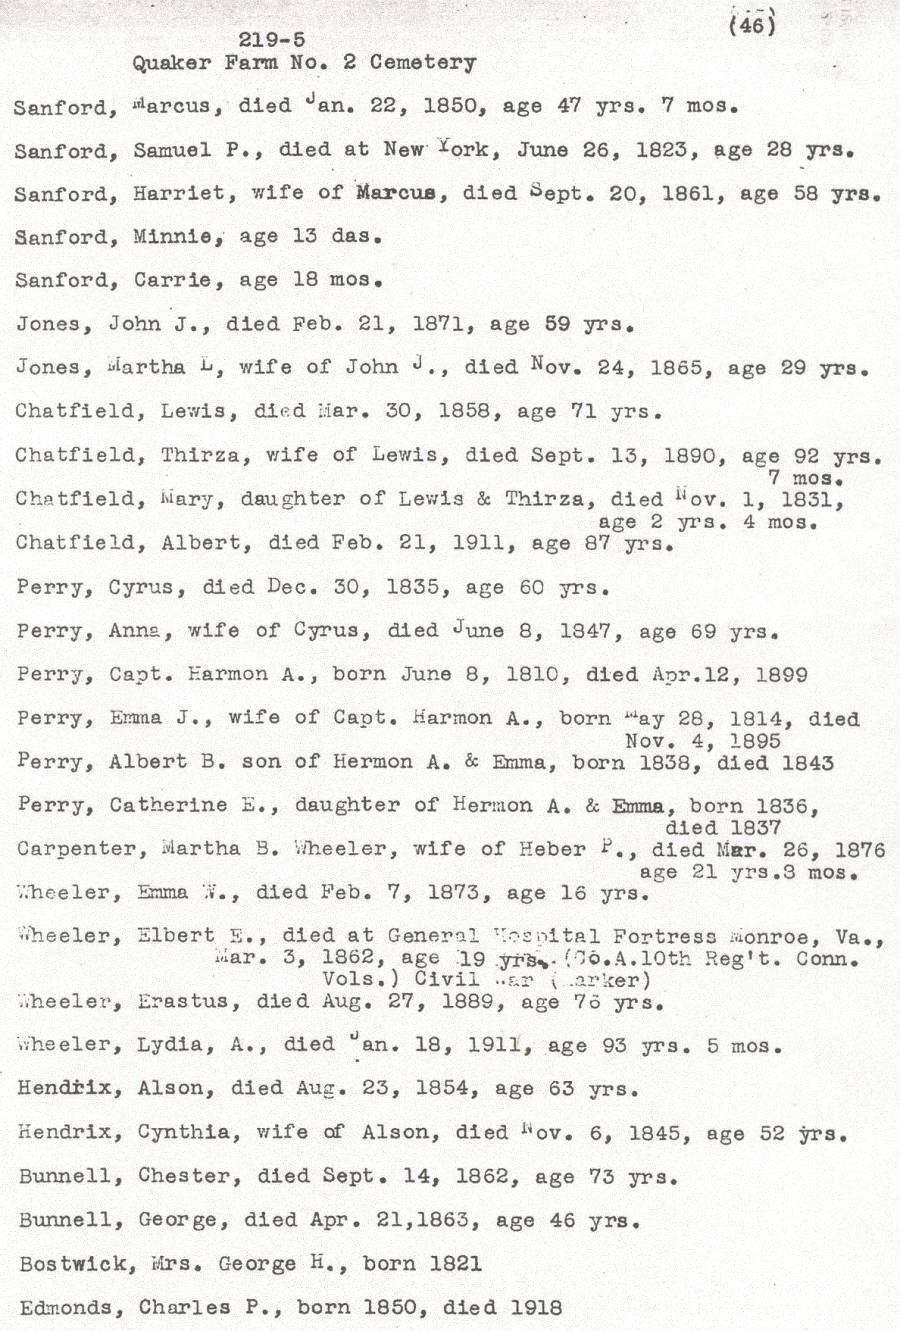 (46)
219-5
Quaker Farm No. 2 Cemetery
Sanford, Marcus, died Jan. 22, 1850, age 47 yrs. 7 mos.
Sanford, Samuel P., died at New York, June 26, 1823, age 28 yrs.
Sanford, Harriet, wife of Marcus, died Sept. 20, 1861, age 58 yrs.
Sanford, Minnie, age 13 das.
Sanford, Carrie, age 18 mos.
Jones, John J., died Feb. 21, 1871, age 59 yrs.
Jones, Martha L, wife of John J., died Nov. 24, 1865, age 29 yrs.
Chatfield, Lewis, died Mar. 30, 1858, age 71 yrs.
Chatfield, Thirza, wife of Lewis, died Sept. 13, 1890, age 92 yrs.
7 mos.
Chatfield, Mary, daughter of Lewis & Thirza, died Nov. 1, 1831,
age 2 yrs. 4 mos.
Chatfield, Albert, died Feb. 21, 1911, age 87 yrs.
Perry, Cyrus, died Dec. 30, 1835, age 60 yrs.
Perry, Anna, wife of Cyrus, died June 8, 1847, age 69 yrs.
Perry, Capt. Harmon A., born June 8, 1810, died Apr.12, 1899
Perry, Emma J., wife of Capt. Harmon A., born May 28, 1814, died
Nov. 4, 1895
Perry, Albert B. son of Hermon A. & Emma, born 1838, died 1843
Perry, Catherine E., daughter of Hermon A. & Emma, born 1836,
died 1837
Carpenter, Martha B. Wheeler, wife of Heber P., died Mar. 26, 1876
age 21 yrs.8 mos.
Wheeler, Emma W., died Feb. 7, 1873, age 16 yrs.
Wheeler, Elbert E., died at General Hospital Fortress Monroe, Va.,
Mar. 3, 1862, age 19 yrs. (Co.A.10th Reg't. Conn.
Vols.) Civil War (Marker)
Wheeler, Erastus, died Aug. 27, 1889, age yrs.
Wheeler, Lydia, A., died Jan. 18, 1911, age 93 yrs. 5 mos.
Hendrix, Alson, died Aug. 23, 1854, age 63 yrs.
Hendrix, Cynthia, wife of Alson, died Nov. 6, 1845, age 52 yrs.
Bunnell, Chester, died Sept. 14, 1862, age 73 yrs.
Bunnell, George, died Apr. 21,1863, age 46 yrs.
Bostwick, Mrs. George H., born 1821
Edmonds, Charles P., born 1850, died 1918